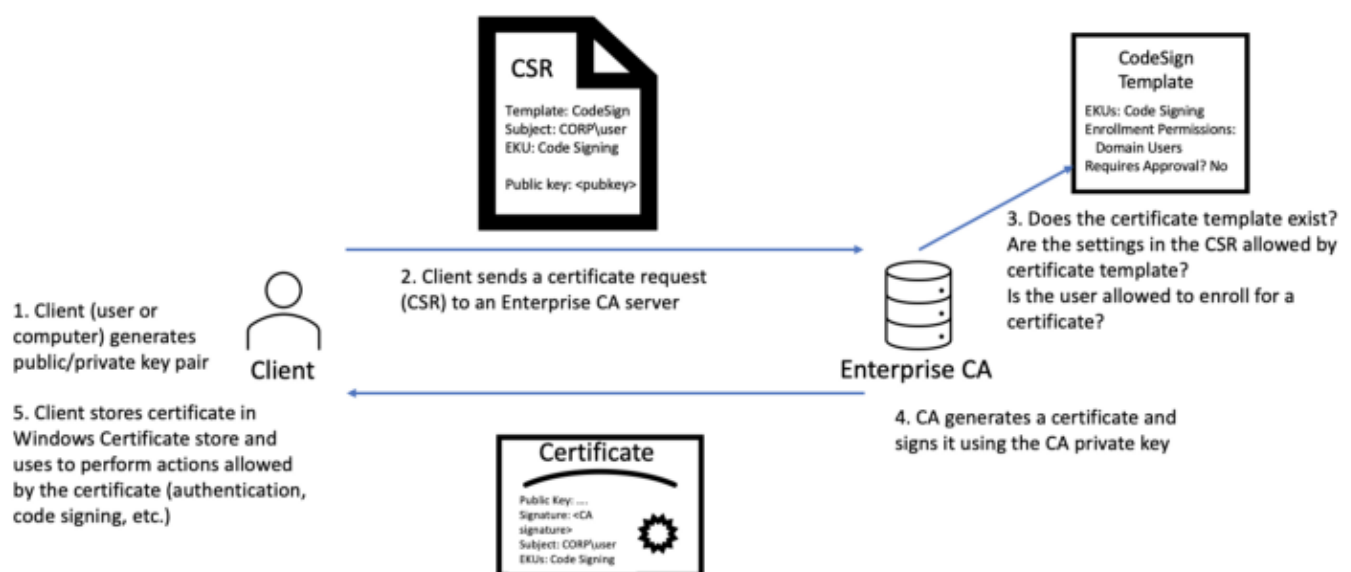 CSR
Template: CodeSign
Subject: CORP\user
EKU: Code Signing
Public key: <pubkey>
CodeSign
Template
EKUs: Code Signing
Enrollment Permissions:
Domain Users
Requires Approval? No
2. Client sends a certificate request
(CSR) to an Enterprise CA server
3. Does the certificate template exist?
Are the settings in the CSR allowed by
certificate template?
Is the user allowed to enroll for a
certificate?
1. Client (user or
computer) generates
public/private key pair
Client
Enterprise CA
5. Client stores certificate in
Windows Certificate store and
uses to perform actions allowed
by the certificate (authentication,
code signing, etc.)
4. CA generates a certificate and
signs it using the CA private key
Certificate
Public Key: ....
Signature: <CA
signature>
Subject: CORP\user
EKUs: Code Signing